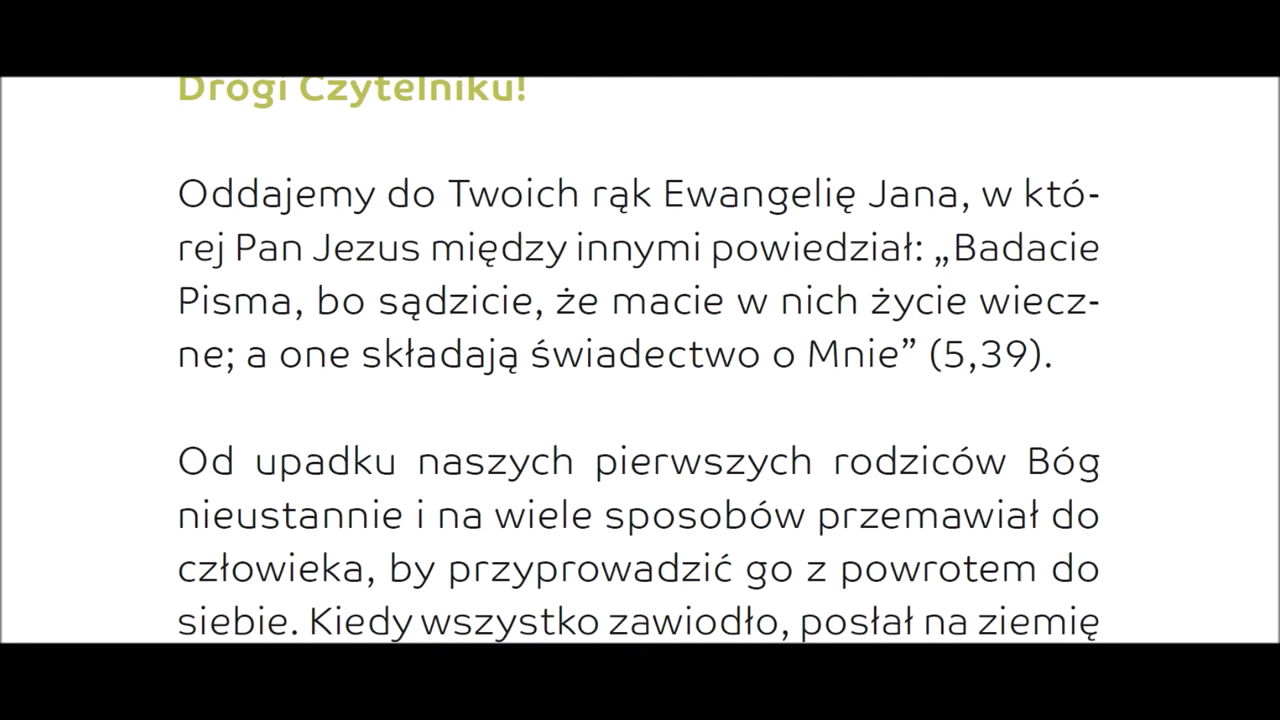 Drogi Czytelniku!
Oddajemy do Twoich rąk Ewangelię Jana, w któ-
rej Pan Jezus między innymi powiedział: „Badacie
Pisma, bo sądzicie, że macie w nich życie wiecz-
ne; a one składają świadectwo o Mnie” (5,39).
Od upadku naszych pierwszych rodziców Bóg
nieustannie i na wiele sposobów przemawiał do
człowieka, by przyprowadzić go z powrotem do
siebie. Kiedy wszystko zawiodło, posłał na ziemię